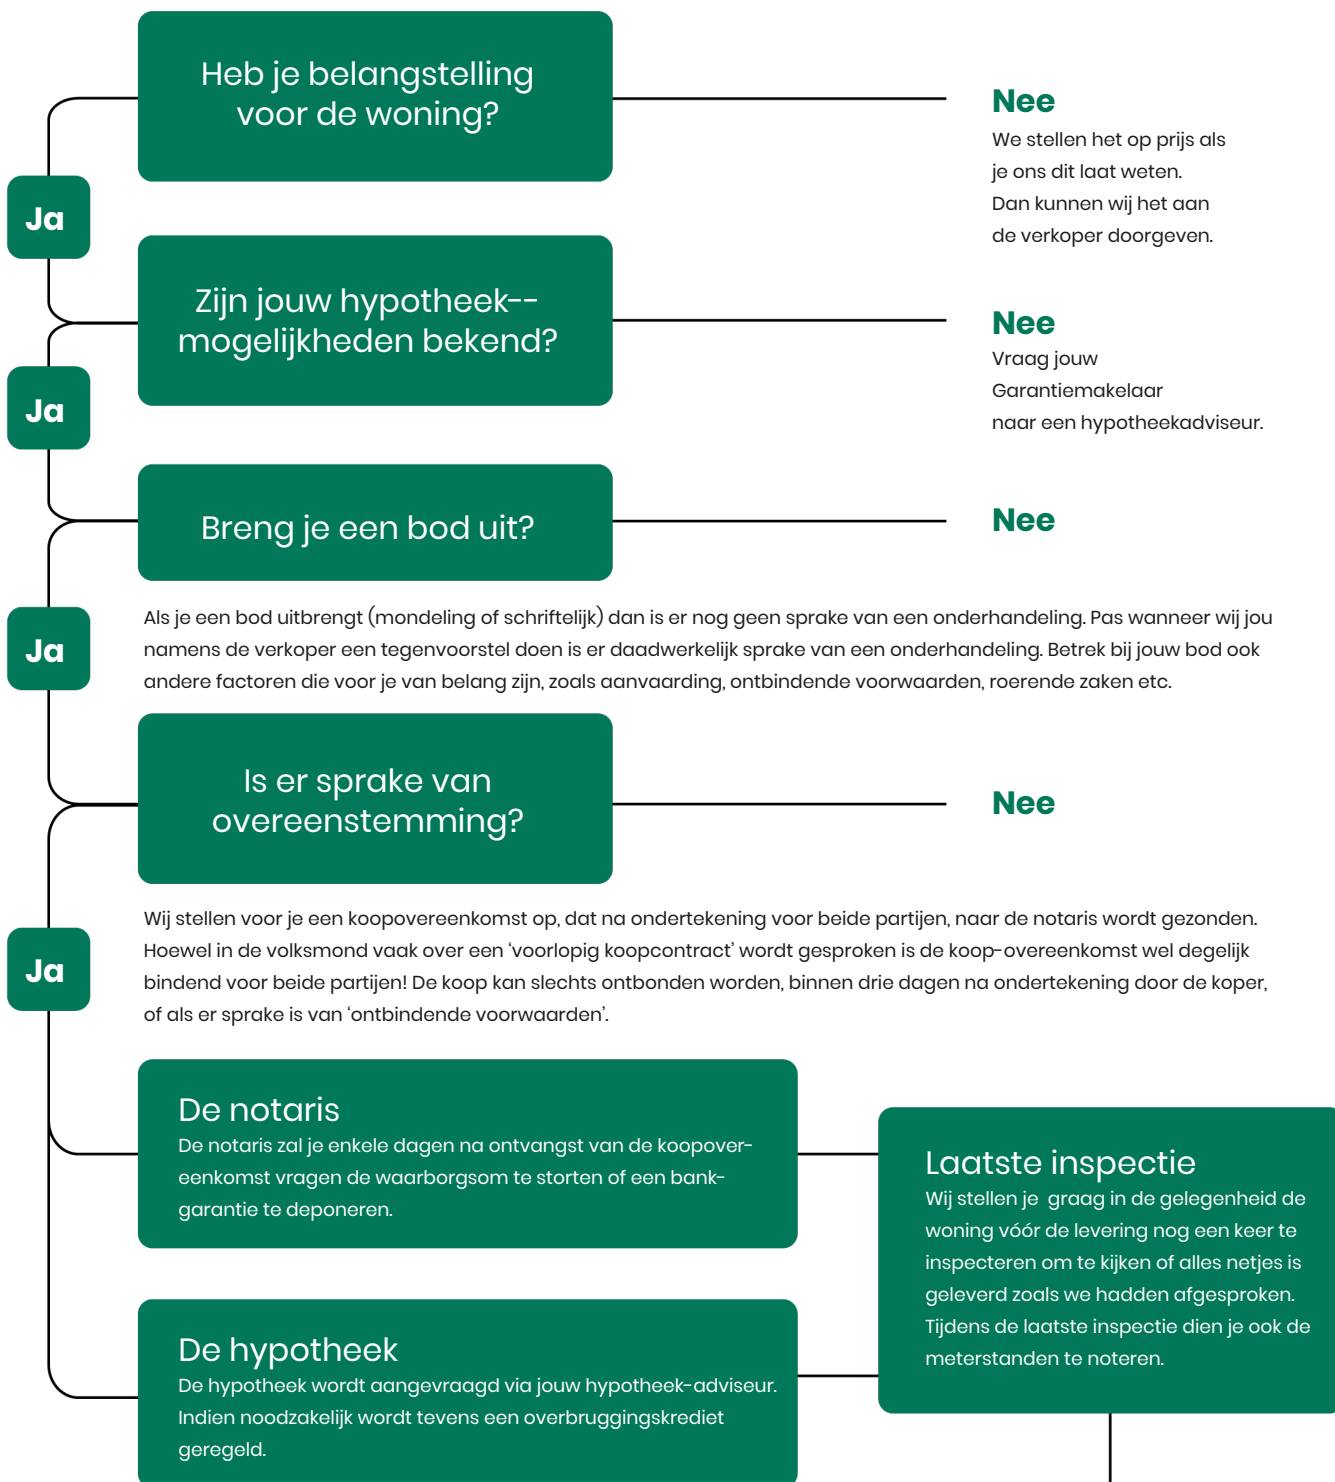 Heb je belangstelling
voor de woning?
Nee
We stellen het op prijs als
je ons dit laat weten.
Dan kunnen wij het aan
de verkoper doorgeven.
Ja
Zijn jouw hypotheek--
mogelijkheden bekend?
Nee
Vraag jouw
Garantiemakelaar
naar een hypotheekadviseur.
Ja
Breng je een bod uit?
Nee
Ja
Als je een bod uitbrengt (mondeling of schriftelijk) dan is er nog geen sprake van een onderhandeling. Pas wanneer wij jou
namens de verkoper een tegenvoorstel doen is er daadwerkelijk sprake van een onderhandeling. Betrek bij jouw bod ook
andere factoren die voor je van belang zijn, zoals aanvaarding, ontbindende voorwaarden, roerende zaken etc.
Is er sprake van
overeenstemming?
Nee
Ja
Wij stellen voor je een koopovereenkomst op, dat na ondertekening voor beide partijen, naar de notaris wordt gezonden.
Hoewel in de volksmond vaak over een ‘voorlopig koopcontract’ wordt gesproken is de koop-overeenkomst wel degelijk
bindend voor beide partijen! De koop kan slechts ontbonden worden, binnen drie dagen na ondertekening door de koper,
of als er sprake is van ‘ontbindende voorwaarden’.
De notaris
De notaris zal je enkele dagen na ontvangst van de koopover-
eenkomst vragen de waarborgsom te storten of een bank-
garantie te deponeren.
Laatste inspectie
Wij stellen je graag in de gelegenheid de
woning vóór de levering nog een keer te
inspecteren om te kijken of alles netjes is
geleverd zoals we hadden afgesproken.
Tijdens de laatste inspectie dien je ook de
meterstanden te noteren.
De hypotheek
De hypotheek wordt aangevraagd via jouw hypotheek-adviseur.
Indien noodzakelijk wordt tevens een overbruggingskrediet
geregeld.